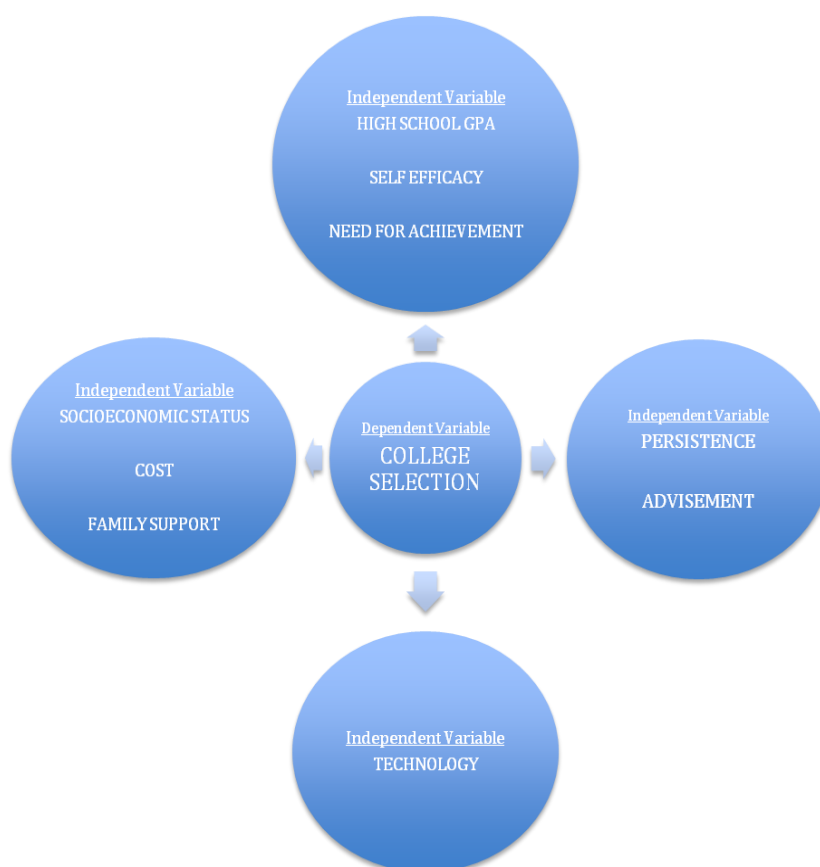 Independent Variable
HIGH SCHOOL GPA
SELF EFFICACY
NEED FOR ACHIEVEMENT
Independent Variable
SOCIOECONOMIC STATUS
COST
FAMILY SUPPORT
Dependent Variable
COLLEGE
SELECTION
Independent Variable
PERSISTENCE
ADVISEMENT
Independent Variable
TECHNOLOGY